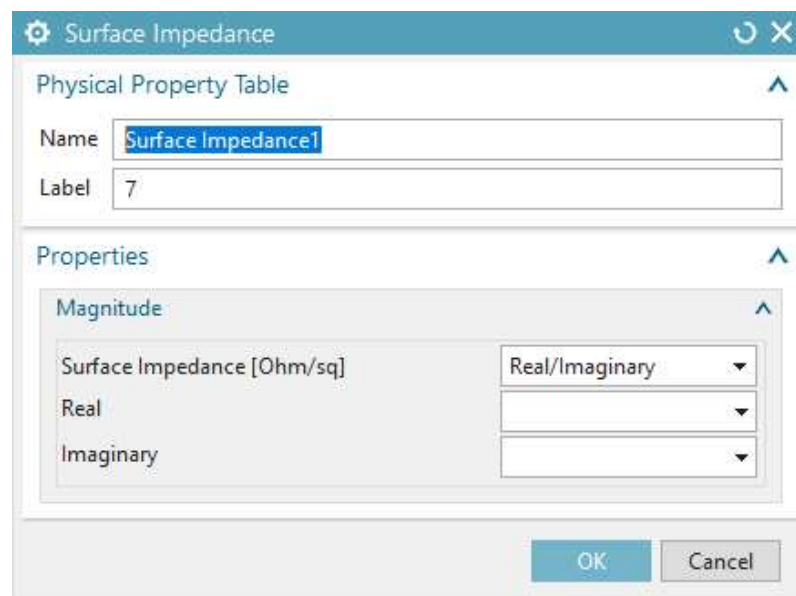 Surface Impedance
Physical Property Table
Name Surface Impedance1
Label 7
Properties
Magnitude
Surface Impedance [Ohm/sq] Real/Imaginary
Real
Imaginary
OK Cancel